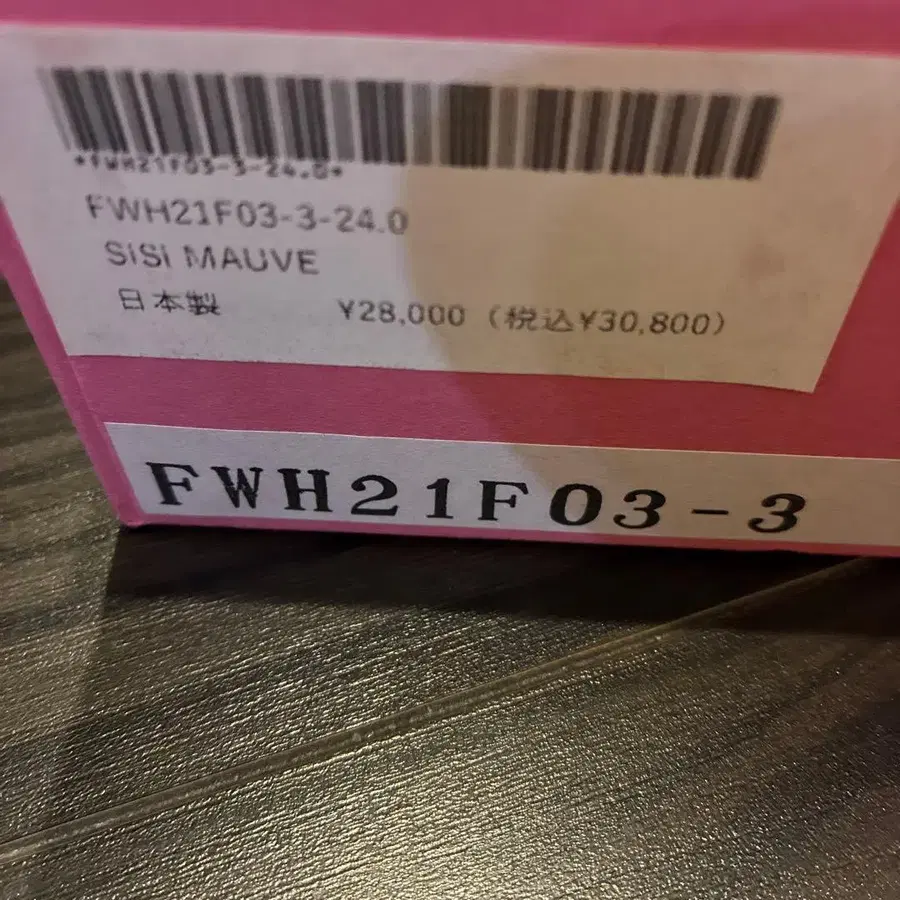 *FWH21F03-3-24.0*
FWH21F03-3-24.0
SISI MAUVE
日本製 ¥28,000 (税込¥30,800)
FWH21F03-3